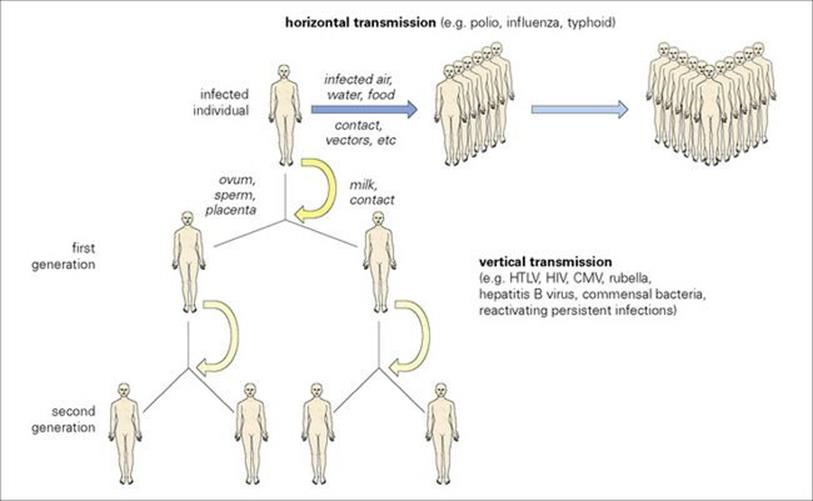 horizontal transmission (e.g. polio, influenza, typhoid)
infected
individual
infected air,
water, food
contact,
vectors, etc
ovum,
sperm,
placenta
milk,
contact
first
generation
vertical transmission
(e.g. HTLV, HIV, CMV, rubella,
hepatitis B virus, commensal bacteria,
reactivating persistent infections)
second
generation